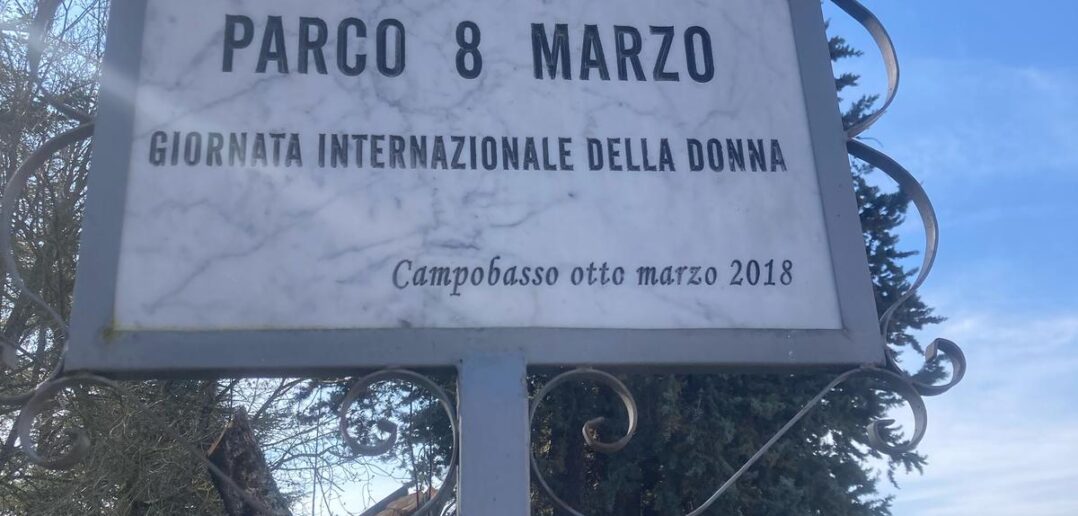 PARCO 8 MARZO
GIORNATA INTERNAZIONALE DELLA DONNA
Campobasso otto marzo 2018